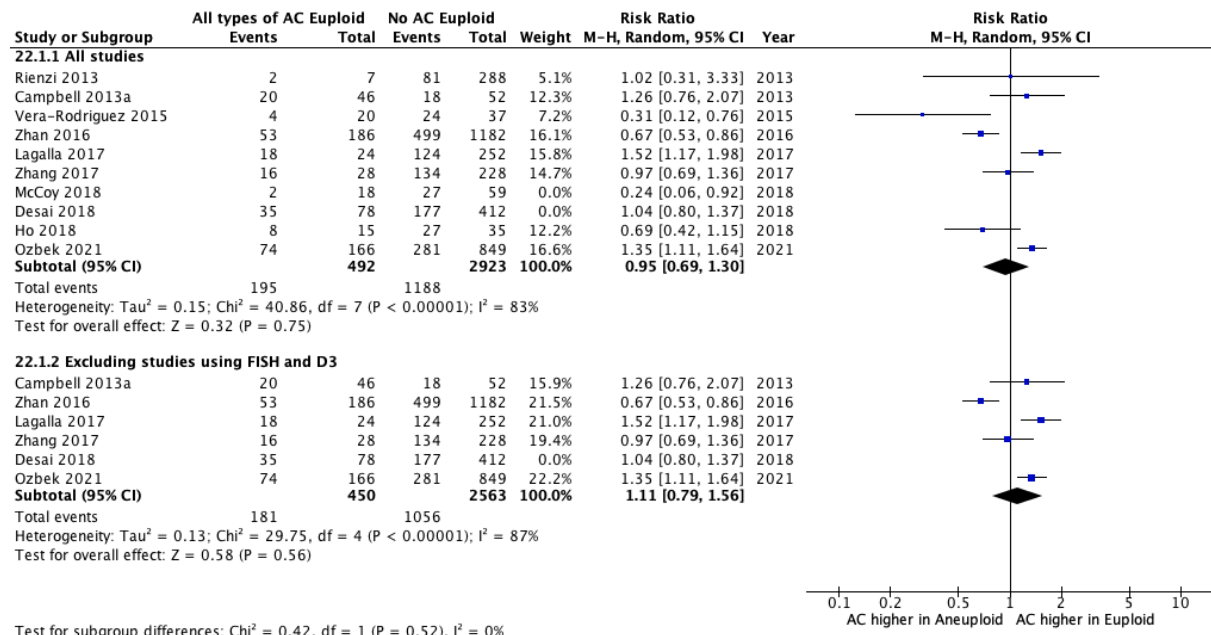 All types of AC Euploid No AC Euploid Risk Ratio Risk Ratio
Study or Subgroup Events Total Events Total Weight M-H, Random, 95% CI Year M-H, Random, 95% CI
22.1.1 All studies
Rienzi 2013 2 7 81 288 5.1% 1.02 [0.31, 3.33] 2013
Campbell 2013a 20 46 18 52 12.3% 1.26 [0.76, 2.07] 2013
Vera-Rodriguez 2015 4 20 24 37 7.2% 0.31 [0.12, 0.76] 2015
Zhan 2016 53 186 499 1182 16.1% 0.67 [0.53, 0.86] 2016
Lagalla 2017 18 24 124 252 15.8% 1.52 [1.17, 1.98] 2017
Zhang 2017 16 28 134 228 14.7% 0.97 [0.69, 1.36] 2017
McCoy 2018 2 18 27 59 0.0% 0.24 [0.06, 0.92] 2018
Desai 2018 35 78 177 412 0.0% 1.04 [0.80, 1.37] 2018
Ho 2018 8 15 27 35 12.2% 0.69 [0.42, 1.15] 2018
Ozbek 2021 74 166 281 849 16.6% 1.35 [1.11, 1.64] 2021
Subtotal (95% CI) 492 2923 100.0% 0.95 [0.69, 1.30]
Total events 195 1188
Heterogeneity: Tau² = 0.15; Chi² = 40.86, df = 7 (P < 0.00001); I² = 83%
Test for overall effect: Z = 0.32 (P = 0.75)
22.1.2 Excluding studies using FISH and D3
Campbell 2013a 20 46 18 52 15.9% 1.26 [0.76, 2.07] 2013
Zhan 2016 53 186 499 1182 21.5% 0.67 [0.53, 0.86] 2016
Lagalla 2017 18 24 124 252 21.0% 1.52 [1.17, 1.98] 2017
Zhang 2017 16 28 134 228 19.4% 0.97 [0.69, 1.36] 2017
Desai 2018 35 78 177 412 0.0% 1.04 [0.80, 1.37] 2018
Ozbek 2021 74 166 281 849 22.2% 1.35 [1.11, 1.64] 2021
Subtotal (95% CI) 450 2563 100.0% 1.11 [0.79, 1.56]
Total events 181 1056
Heterogeneity: Tau² = 0.13; Chi² = 29.75, df = 4 (P < 0.00001); I² = 87%
Test for overall effect: Z = 0.58 (P = 0.56)
0.1 0.2 0.5 1 2 5 10
AC higher in Aneuploid AC higher in Euploid
Test for subgroup differences: Chi² = 0.42, df = 1 (P = 0.52), I² = 0%